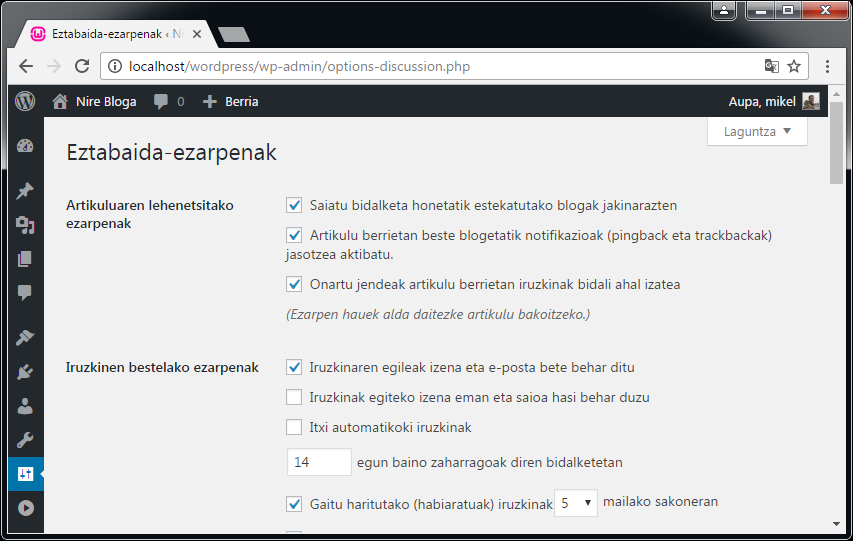 Eztabaida-ezarpenak ‹ Ni
localhost/wordpress/wp-admin/options-discussion.php
Nire Bloga 0 Berria Aupa, mikel
Laguntza
Eztabaida-ezarpenak
Artikuluaren lehenetsitako
ezarpenak
Saiatu bidalketa honetatik estekatutako blogak jakinarazten
Artikulu berrietan beste blogetatik notifikazioak (pingback eta trackbackak)
jasotzea aktibatu.
Onartu jendeak artikulu berrietan iruzkinak bidali ahal izatea
(Ezarpen hauek alda daitezke artikulu bakoitzeko.)
Iruzkinen bestelako ezarpenak
Iruzkinaren egileak izena eta e-posta bete behar ditu
Iruzkinak egiteko izena eman eta saioa hasi behar duzu
Itxi automatikoki iruzkinak
14 egun baino zaharragoak diren bidalketetan
Gaitu haritutako (habiaratuak) iruzkinak 5 mailako sakoneran